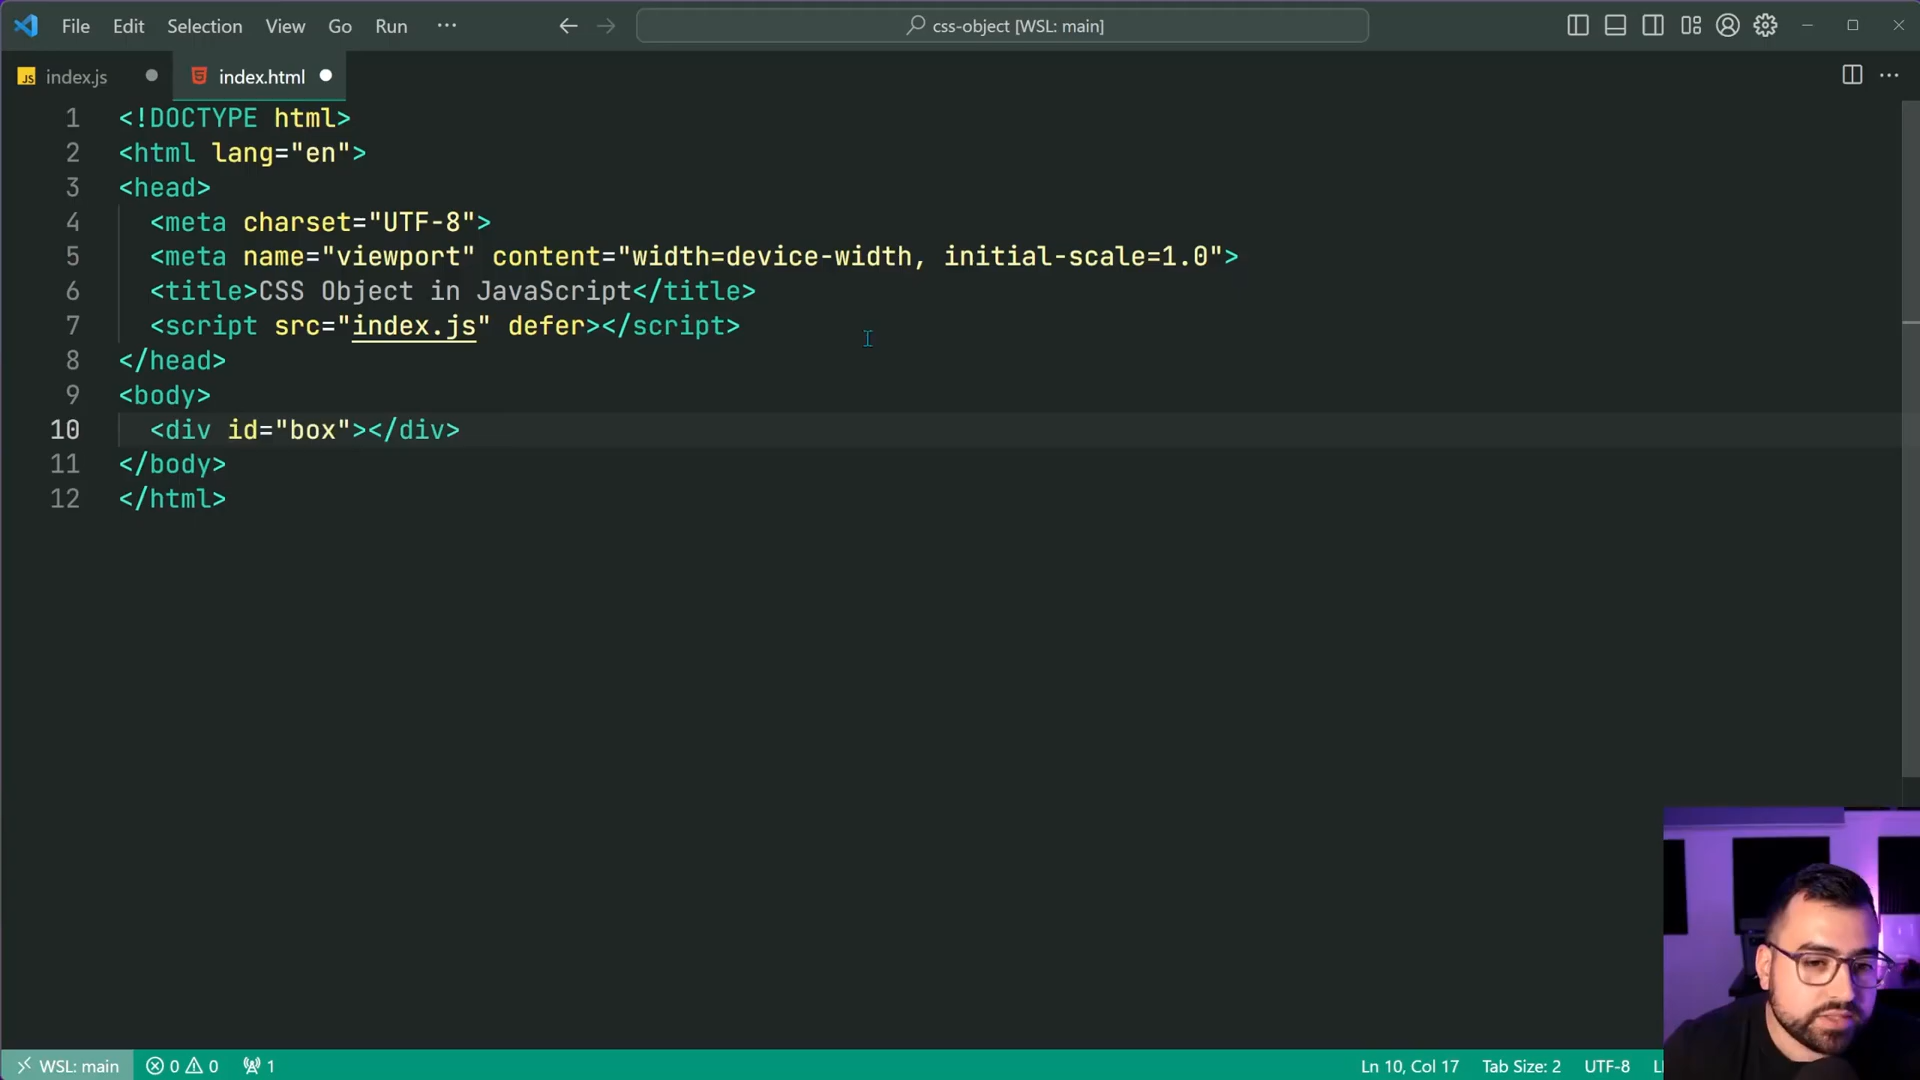 File Edit Selection View Go Run ··· css-object [WSL: main]
JS index.js index.html
1 <!DOCTYPE html>
2 <html lang="en">
3 <head>
4 <meta charset="UTF-8">
5 <meta name="viewport" content="width=device-width, initial-scale=1.0">
6 <title>CSS Object in JavaScript</title>
7 <script src="index.js" defer></script>
8 </head>
9 <body>
10 <div id="box"></div>
11 </body>
12 </html>
WSL: main 0 0 1 Ln 10, Col 17 Tab Size: 2 UTF-8